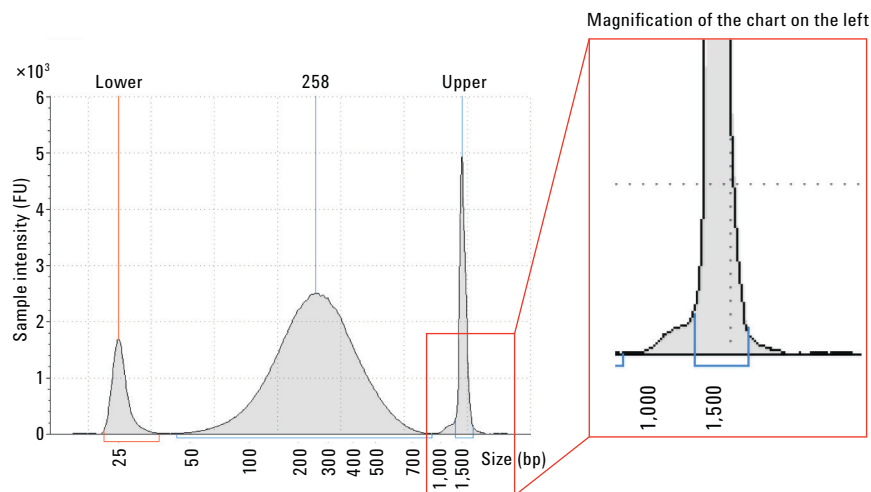 Magnification of the chart on the left
×10³
Lower 258 Upper
6
5
4
3
2
1
0
Sample intensity (FU)
25 50 100 200 300 400 500 700 1,000 1,500 Size (bp)
1,000 1,500